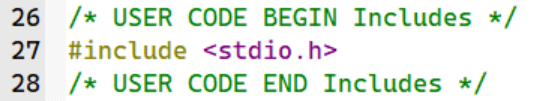 26 /* USER CODE BEGIN Includes */
27 #include <stdio.h>
28 /* USER CODE END Includes */